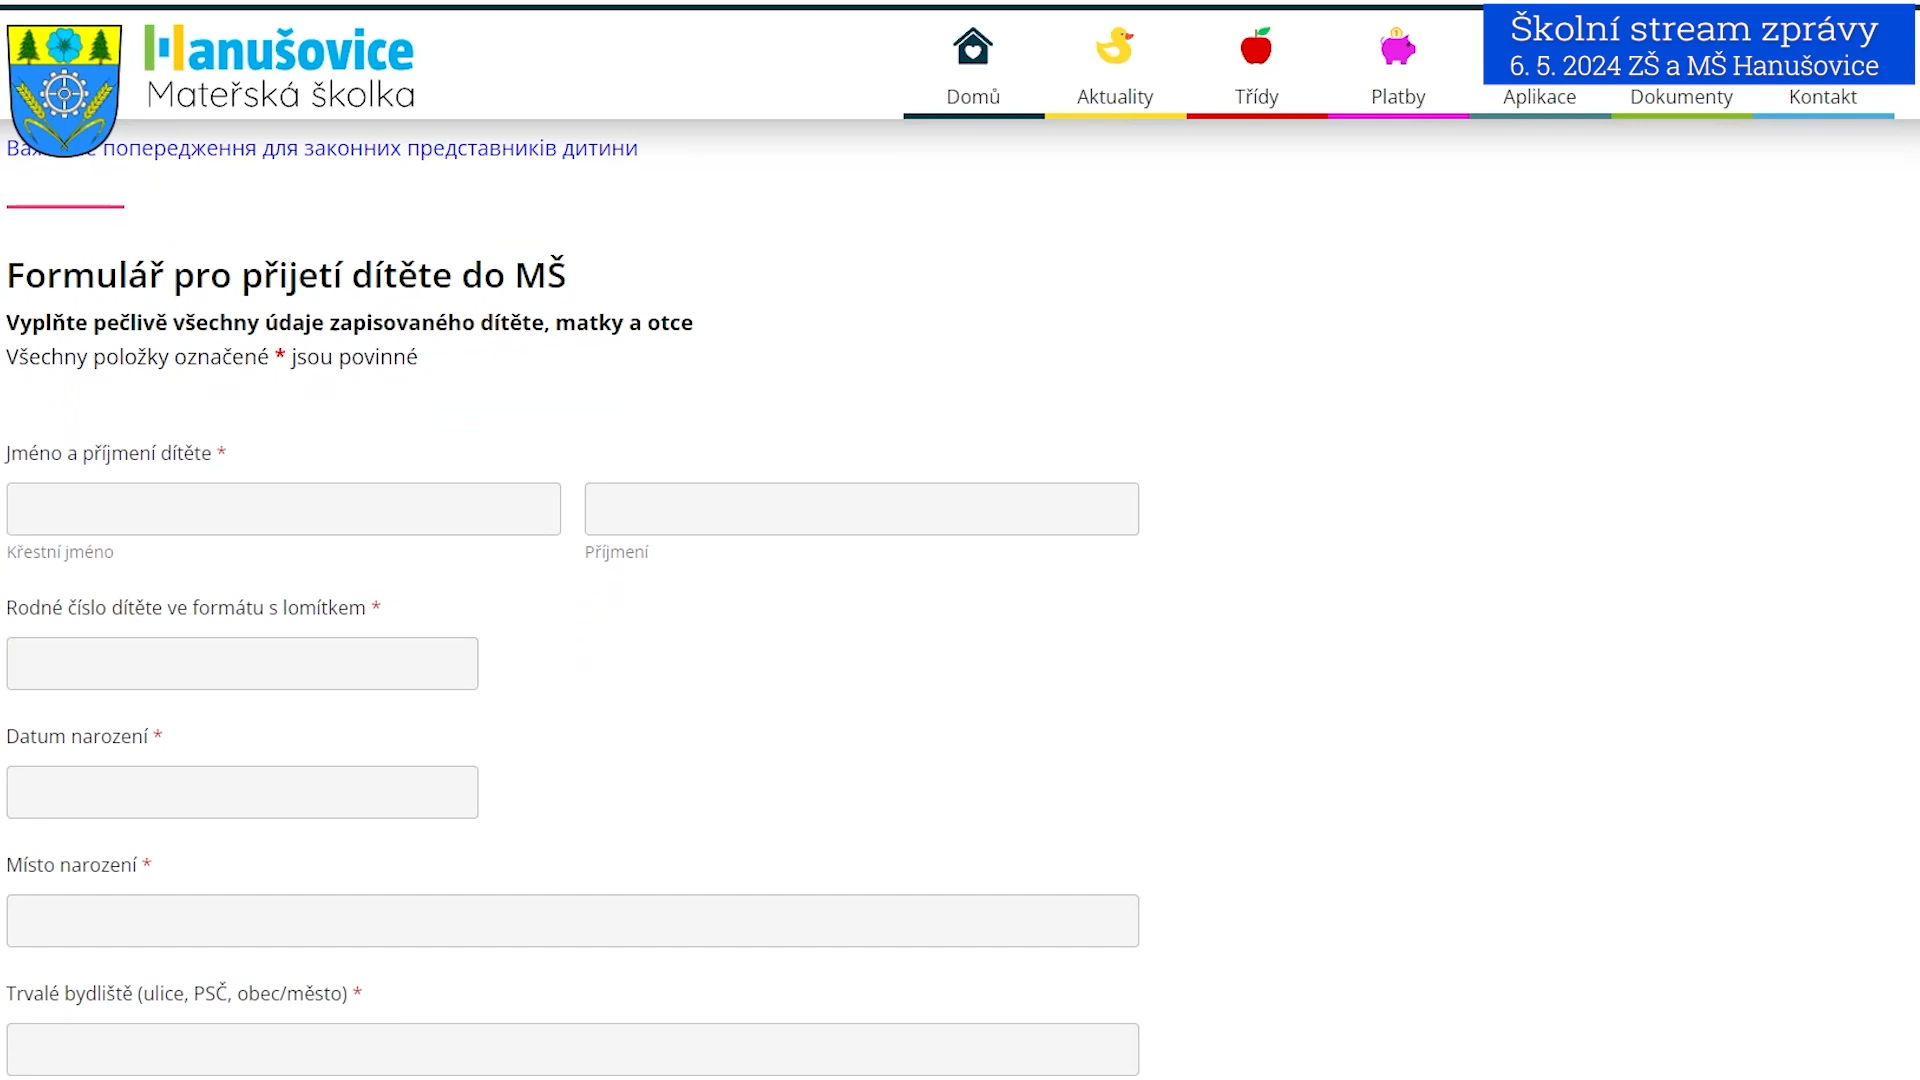 Hanušovice
Mateřská školka
Domů
Aktuality
Třídy
Platby
Aplikace
Dokumenty
Kontakt
Školní stream zprávy
6. 5. 2024 ZŠ a MŠ Hanušovice
попередження для законних представників дитини
Formulář pro přijetí dítěte do MŠ
Vyplňte pečlivě všechny údaje zapisovaného dítěte, matky a otce
Všechny položky označené * jsou povinné
Jméno a příjmení dítěte *
Křestní jméno
Příjmení
Rodné číslo dítěte ve formátu s lomítkem *
Datum narození *
Místo narození *
Trvalé bydliště (ulice, PSČ, obec/město) *